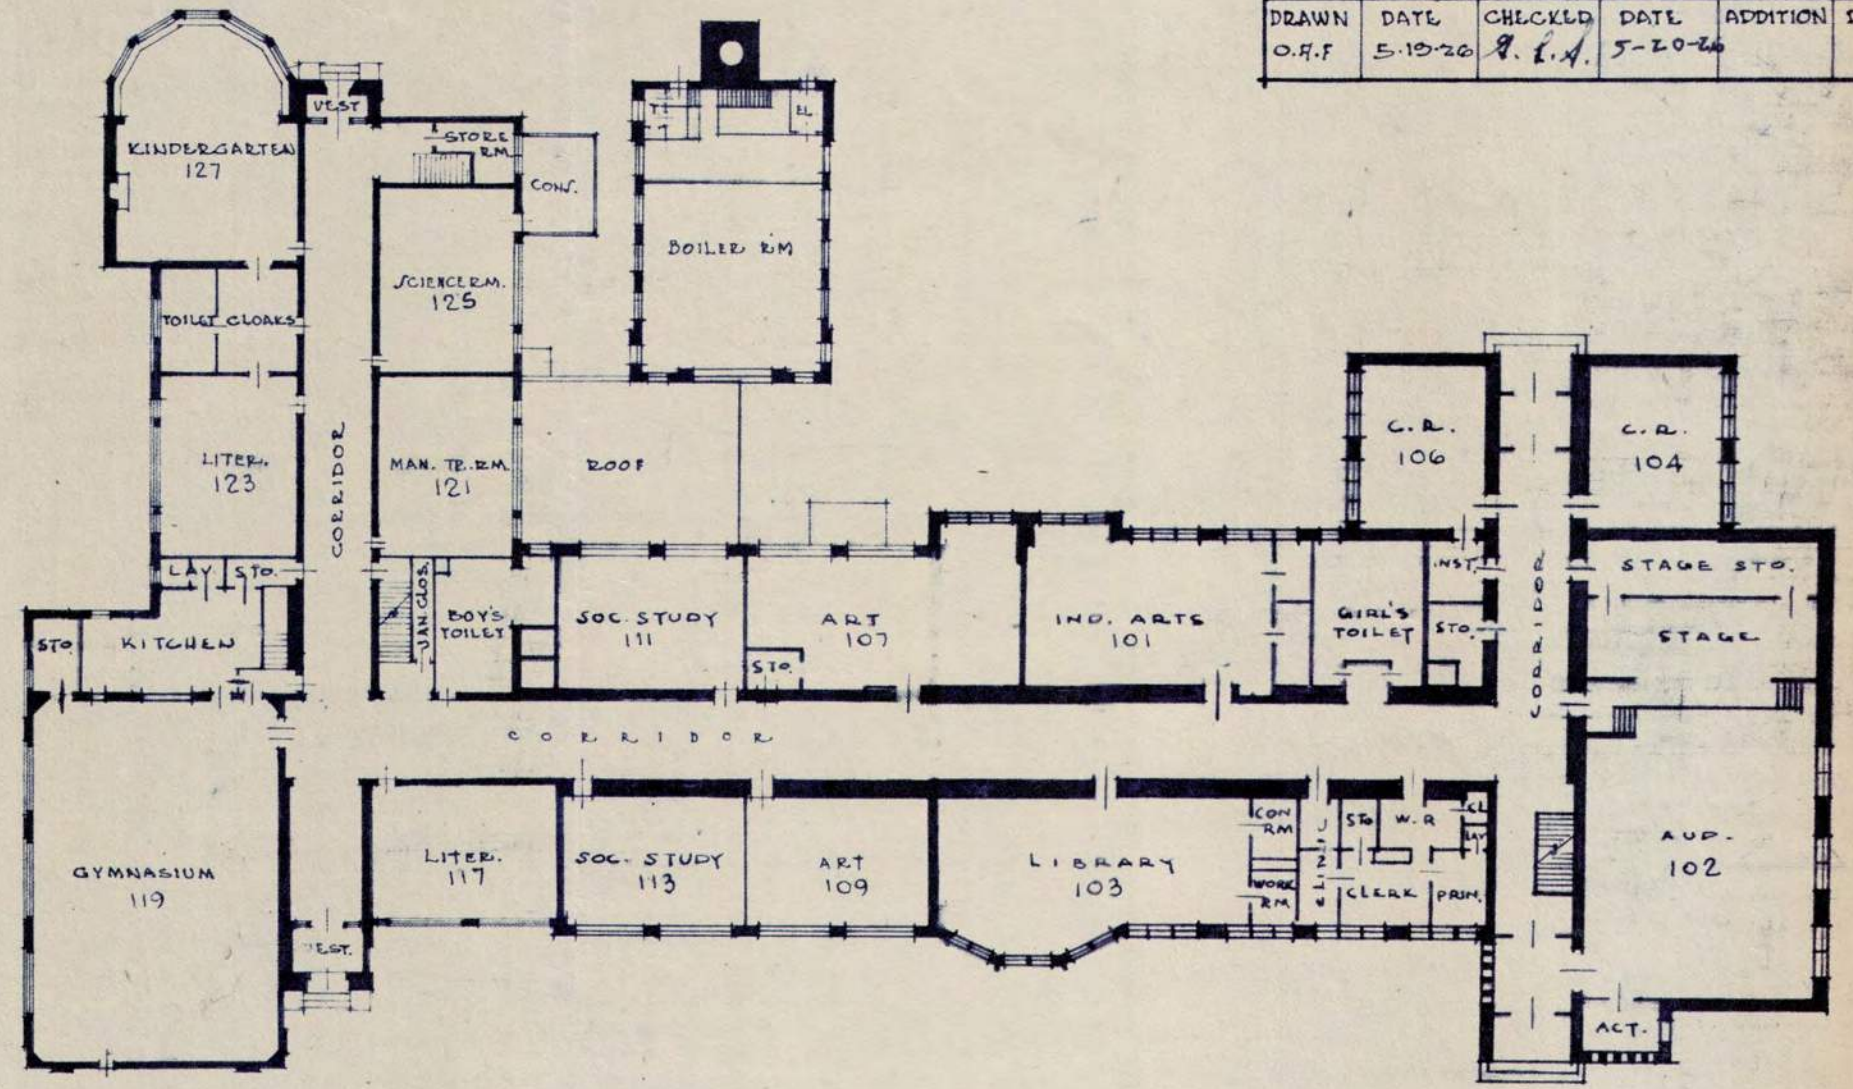 DRAWN DATE CHECKED DATE ADDITION
O.A.F 5-19-26 5-20-26
VEST
KINDERGARTEN
127
STORE
RM
CONS.
T.
EL
BOILER RM
SCIENCE RM.
125
TOILET CLOAKS
LITER.
123
CORRIDOR
MAN. TR. RM
121
ROOF
C.R.
106
C.R.
104
LAV. STO.
STO
KITCHEN
JAN. CLOS.
BOY'S
TOILET
SOC. STUDY
111
ART
107
STO.
IND. ARTS
101
GIRL'S
TOILET
INST.
STO.
CORRIDOR
STAGE STO.
STAGE
CORRIDOR
GYMNASIUM
119
VEST.
LITER.
117
SOC. STUDY
113
ART
109
LIBRARY
103
CON
RM
WORK
RM
CLINIC
STO
W.R
CL
LAV
CLERK
PRIN.
AUD.
102
ACT.